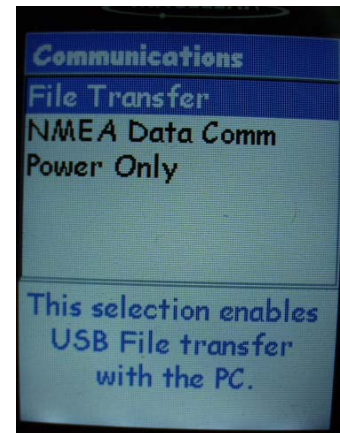 Communications
File Transfer
NMEA Data Comm
Power Only
This selection enables
USB File transfer
with the PC.